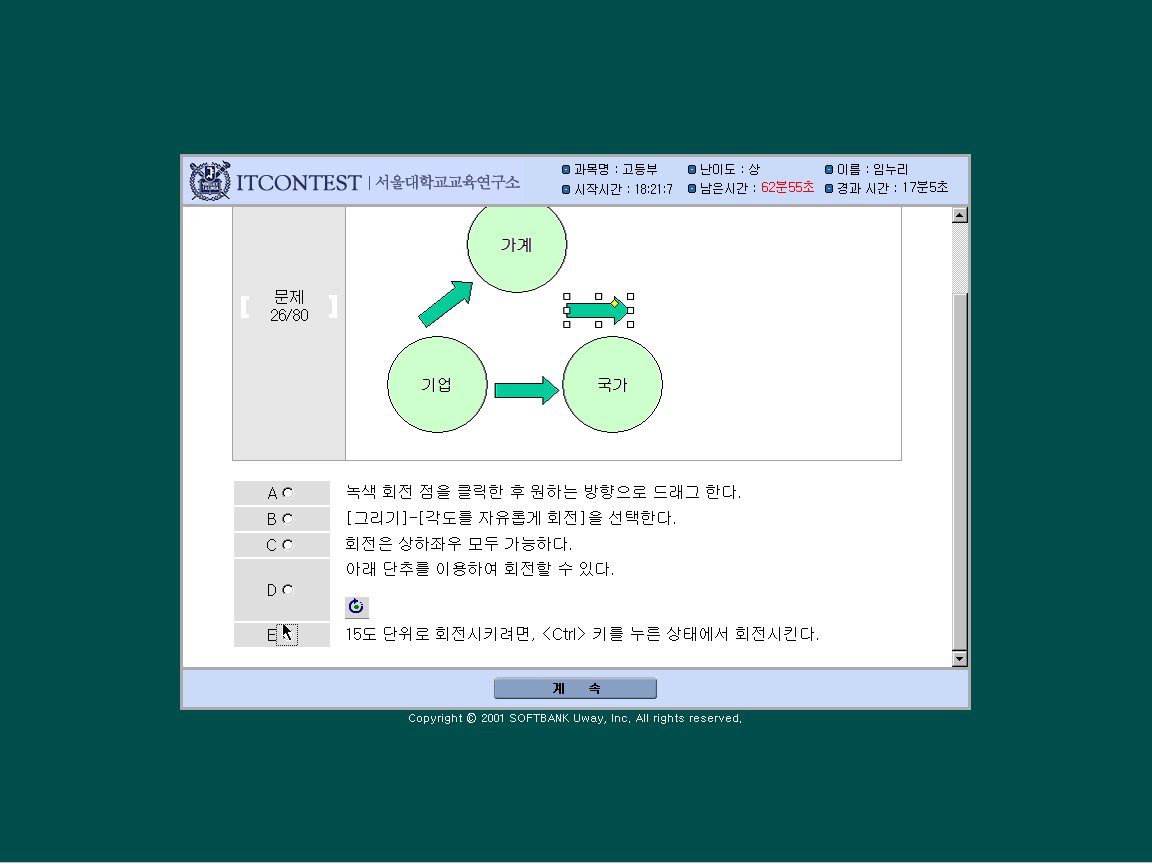 ITCONTEST | 서울대학교교육연구소
과목명 : 고등부 난이도 : 상 이름 : 임누리
시작시간 : 18:21:7 남은시간 : 62분55초 경과 시간 : 17분5초
가계
[ 문제 ]
26/80
기업
국가
A 녹색 회전 점을 클릭한 후 원하는 방향으로 드래그 한다.
B [그리기]-[각도를 자유롭게 회전]을 선택한다.
C 회전은 상하좌우 모두 가능하다.
D 아래 단추를 이용하여 회전할 수 있다.
E 15도 단위로 회전시키려면, <Ctrl> 키를 누른 상태에서 회전시킨다.
계 속
Copyright © 2001 SOFTBANK Uway, Inc, All rights reserved,